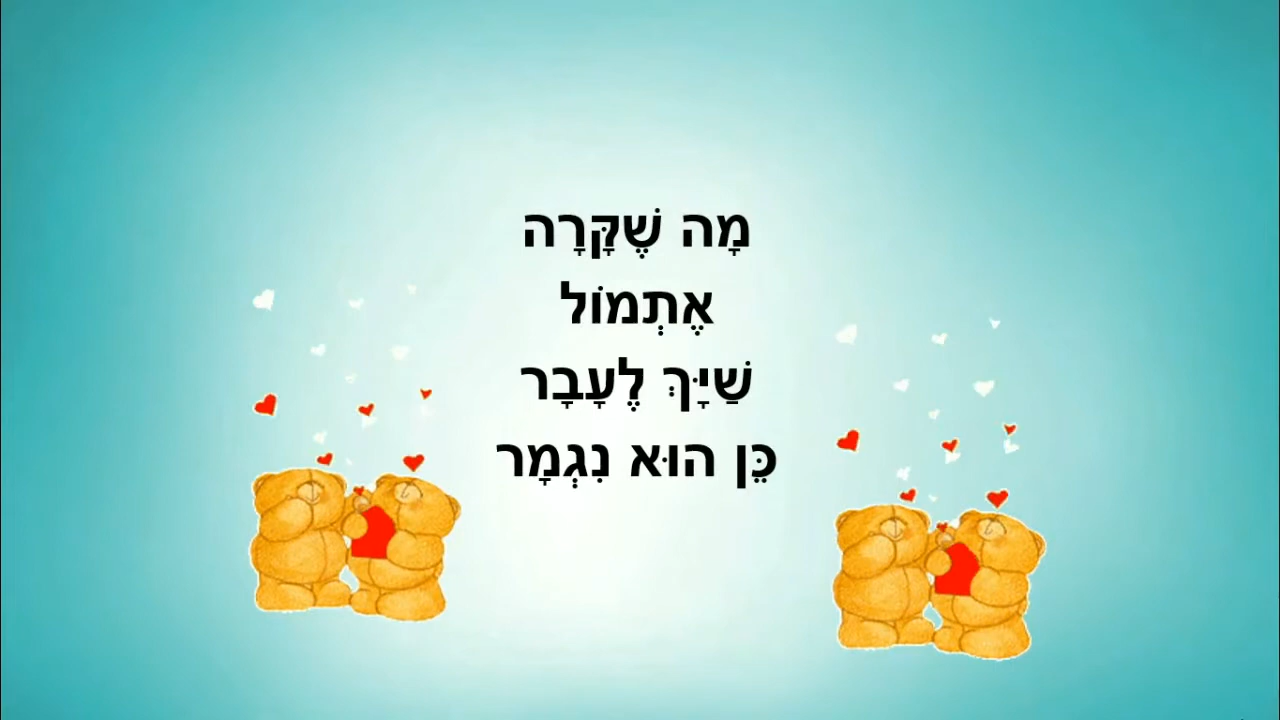 מָה שֶׁקָּרָה
אֶתְמוֹל
שַׁיָּךְ לֶעָבָר
כֵּן הוּא נִגְמָר